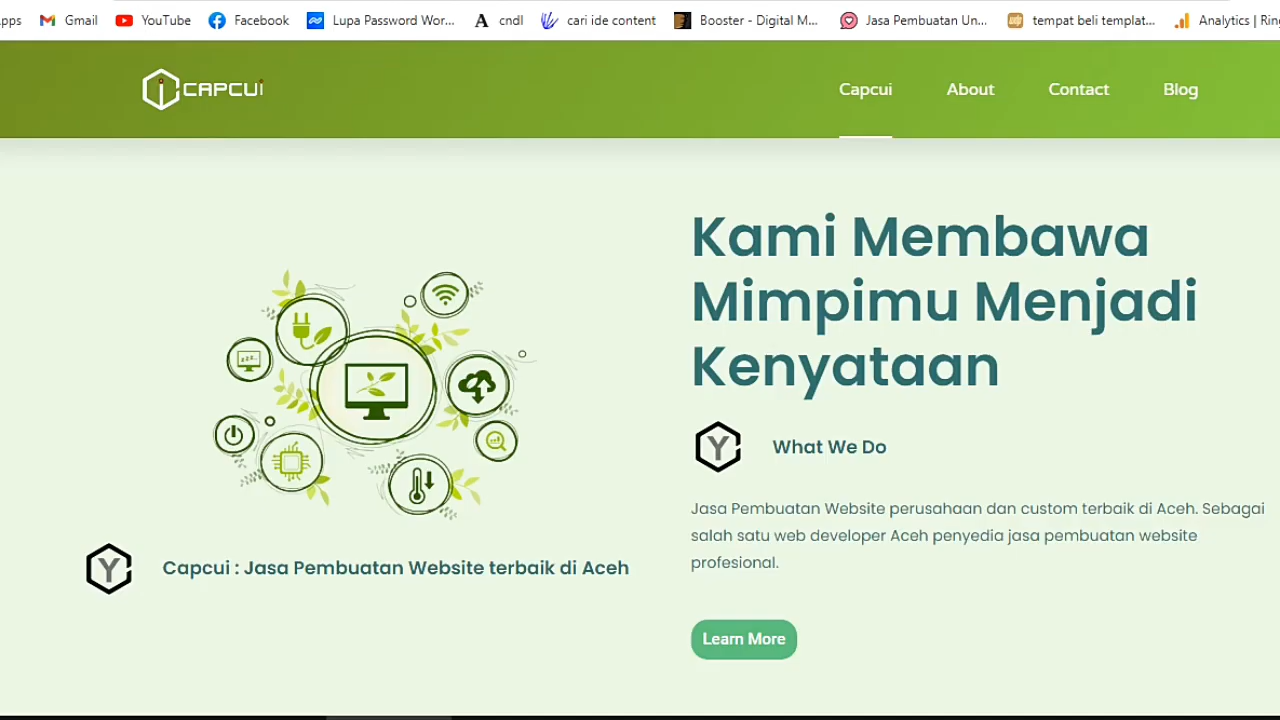 pps Gmail YouTube Facebook Lupa Password Wor... cndl cari ide content Booster - Digital M... Jasa Pembuatan Un... tempat beli templat... Analytics | Rin
CAPCUI Capcui About Contact Blog
Kami Membawa
Mimpimu Menjadi
Kenyataan
Y What We Do
Jasa Pembuatan Website perusahaan dan custom terbaik di Aceh. Sebagai
salah satu web developer Aceh penyedia jasa pembuatan website
profesional.
Y Capcui : Jasa Pembuatan Website terbaik di Aceh
Learn More